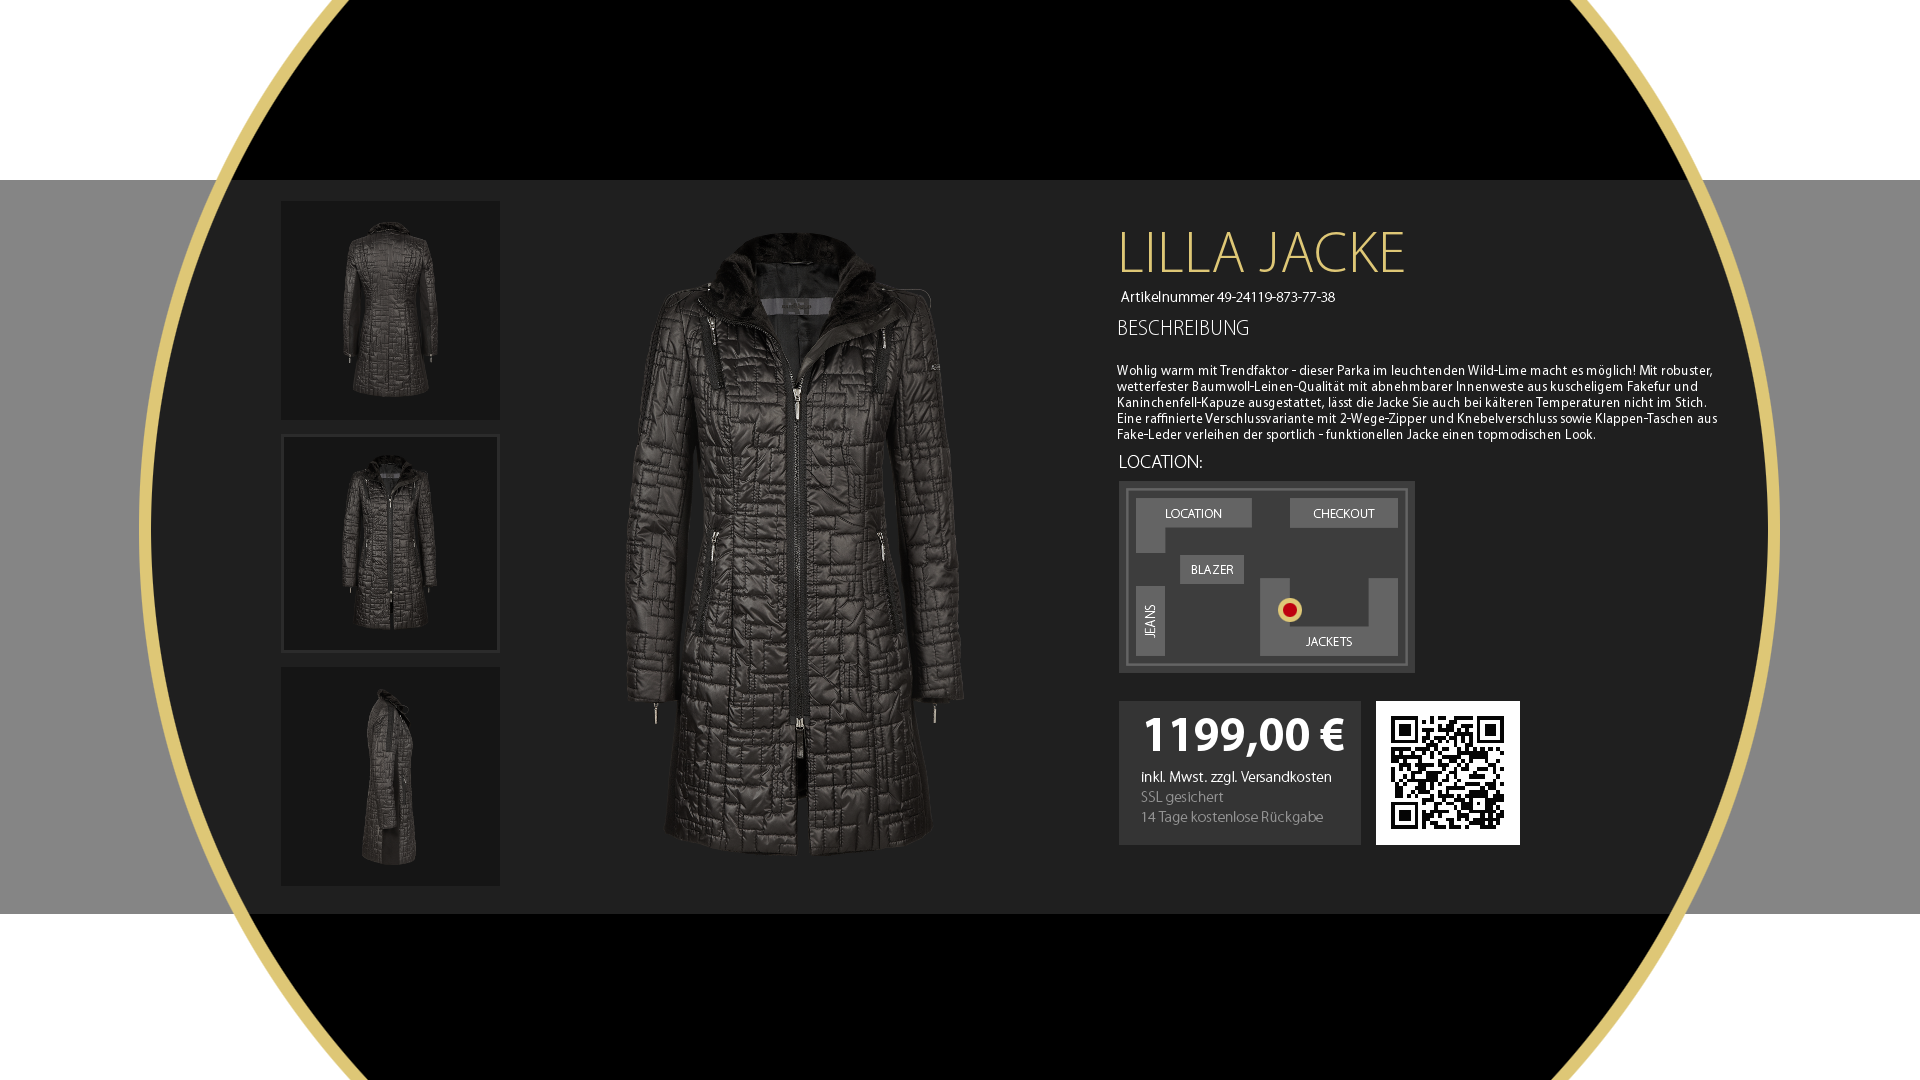 LILLA JACKE
Artikelnummer 49-24119-873-77-38
BESCHREIBUNG
Wohlig warm mit Trendfaktor - dieser Parka im leuchtenden Wild-Lime macht es möglich! Mit robuster,
wetterfester Baumwoll-Leinen-Qualität mit abnehmbarer Innenweste aus kuscheligem Fakefur und
Kaninchenfell-Kapuze ausgestattet, lässt die Jacke Sie auch bei kälteren Temperaturen nicht im Stich.
Eine raffinierte Verschlussvariante mit 2-Wege-Zipper und Knebelverschluss sowie Klappen-Taschen aus
Fake-Leder verleihen der sportlich - funktionellen Jacke einen topmodischen Look.
LOCATION:
LOCATION
CHECKOUT
BLAZER
JEANS
JACKETS
1199,00 €
inkl. Mwst. zzgl. Versandkosten
SSL gesichert
14 Tage kostenlose Rückgabe